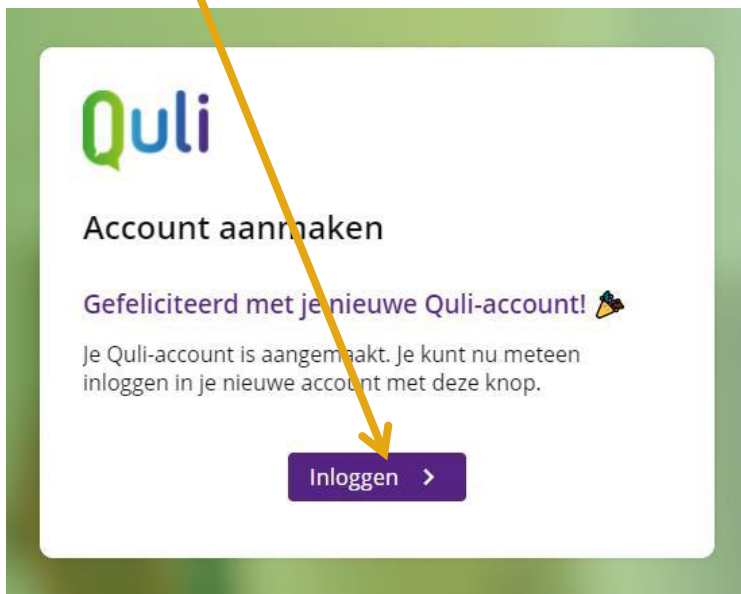 Quli
Account aanmaken
Gefeliciteerd met je nieuwe Quli-account! 🎉
Je Quli-account is aangemaakt. Je kunt nu meteen
inloggen in je nieuwe account met deze knop.
Inloggen >